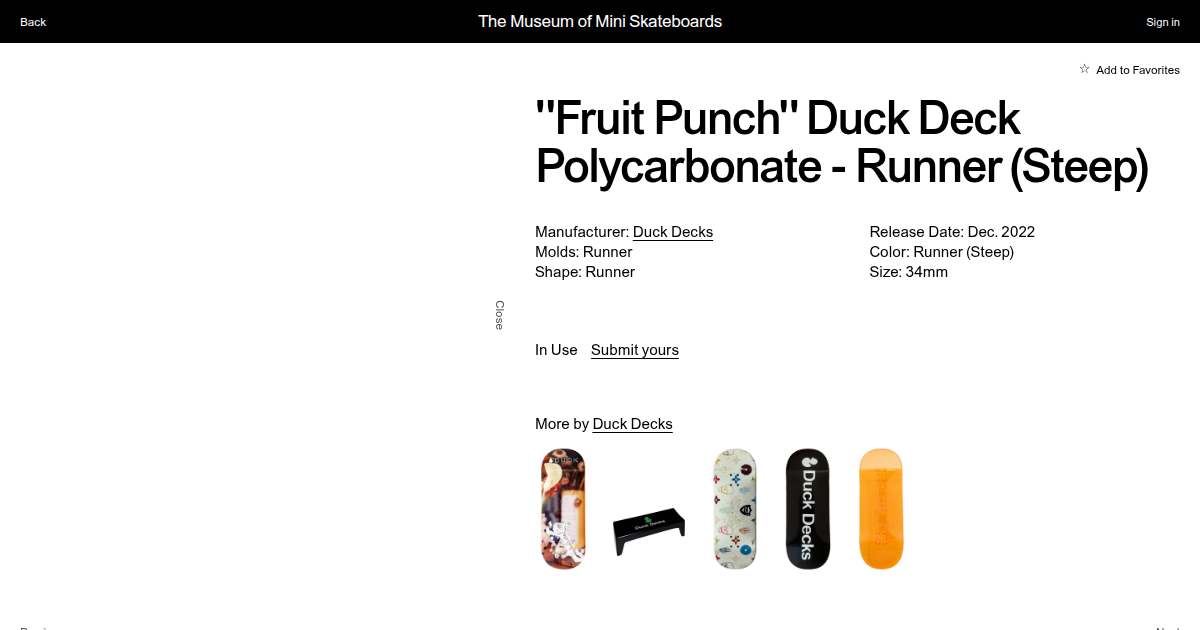 Back
The Museum of Mini Skateboards
Sign in
☆ Add to Favorites
"Fruit Punch" Duck Deck
Polycarbonate - Runner (Steep)
Manufacturer: Duck Decks
Molds: Runner
Shape: Runner
Release Date: Dec. 2022
Color: Runner (Steep)
Size: 34mm
Close
In Use Submit yours
More by Duck Decks
Duck Decks
Duck Decks